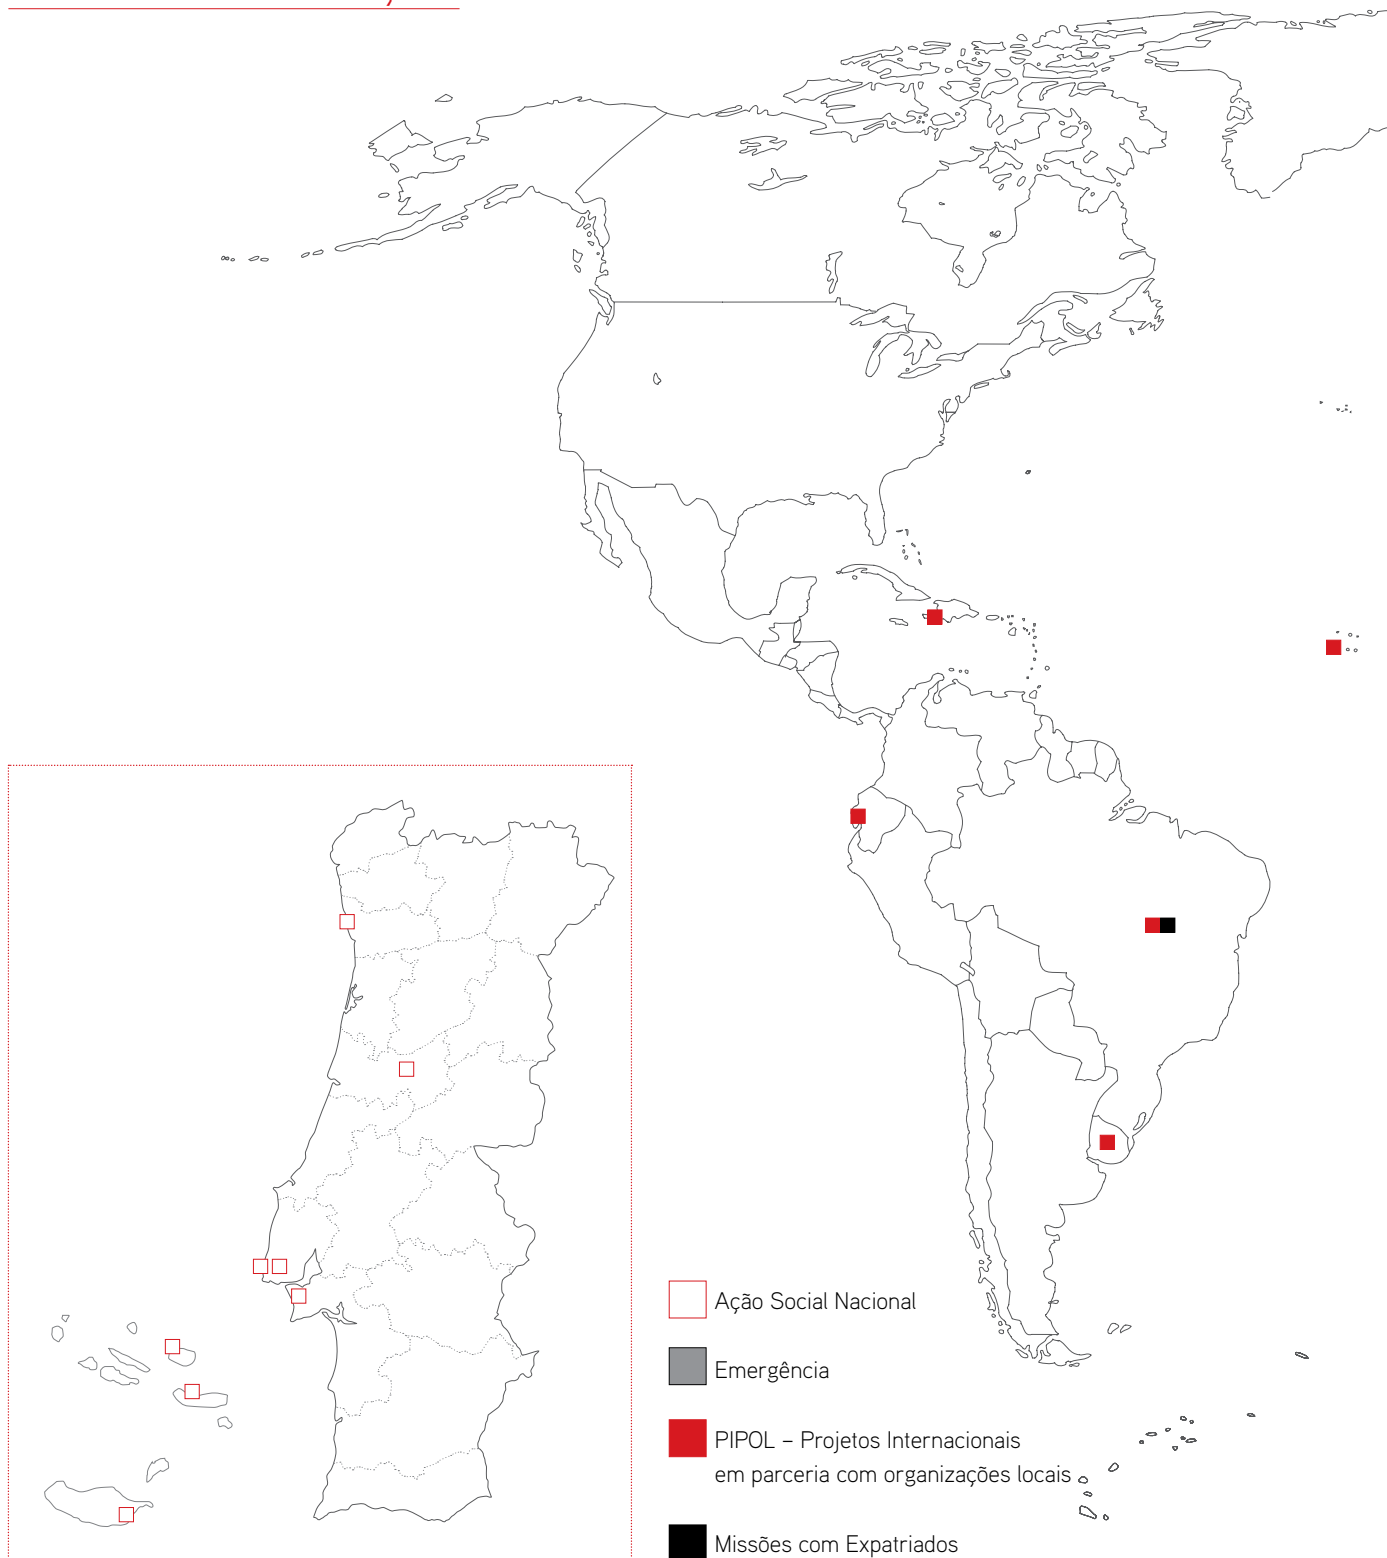 Ação Social Nacional
Emergência
PIPOL – Projetos Internacionais
em parceria com organizações locais
Missões com Expatriados